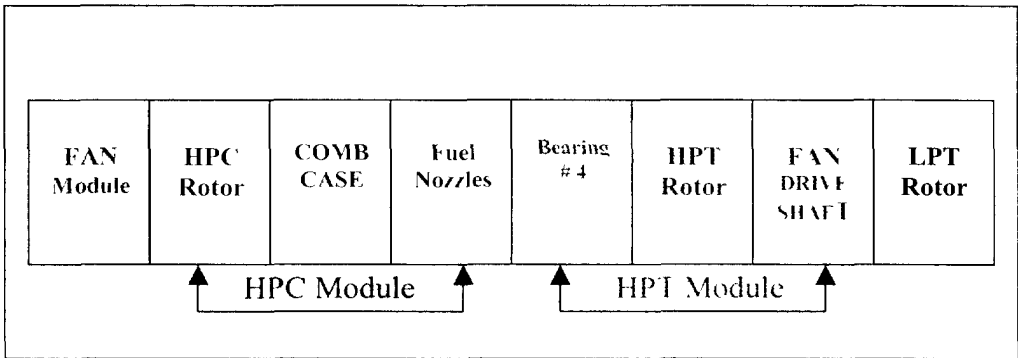 FAN
Module
HPC
Rotor
COMB
CASE
Fuel
Nozzles
Bearing
# 4
HPT
Rotor
FAN
DRIVE
SHAFT
LPT
Rotor
HPC Module
HPT Module